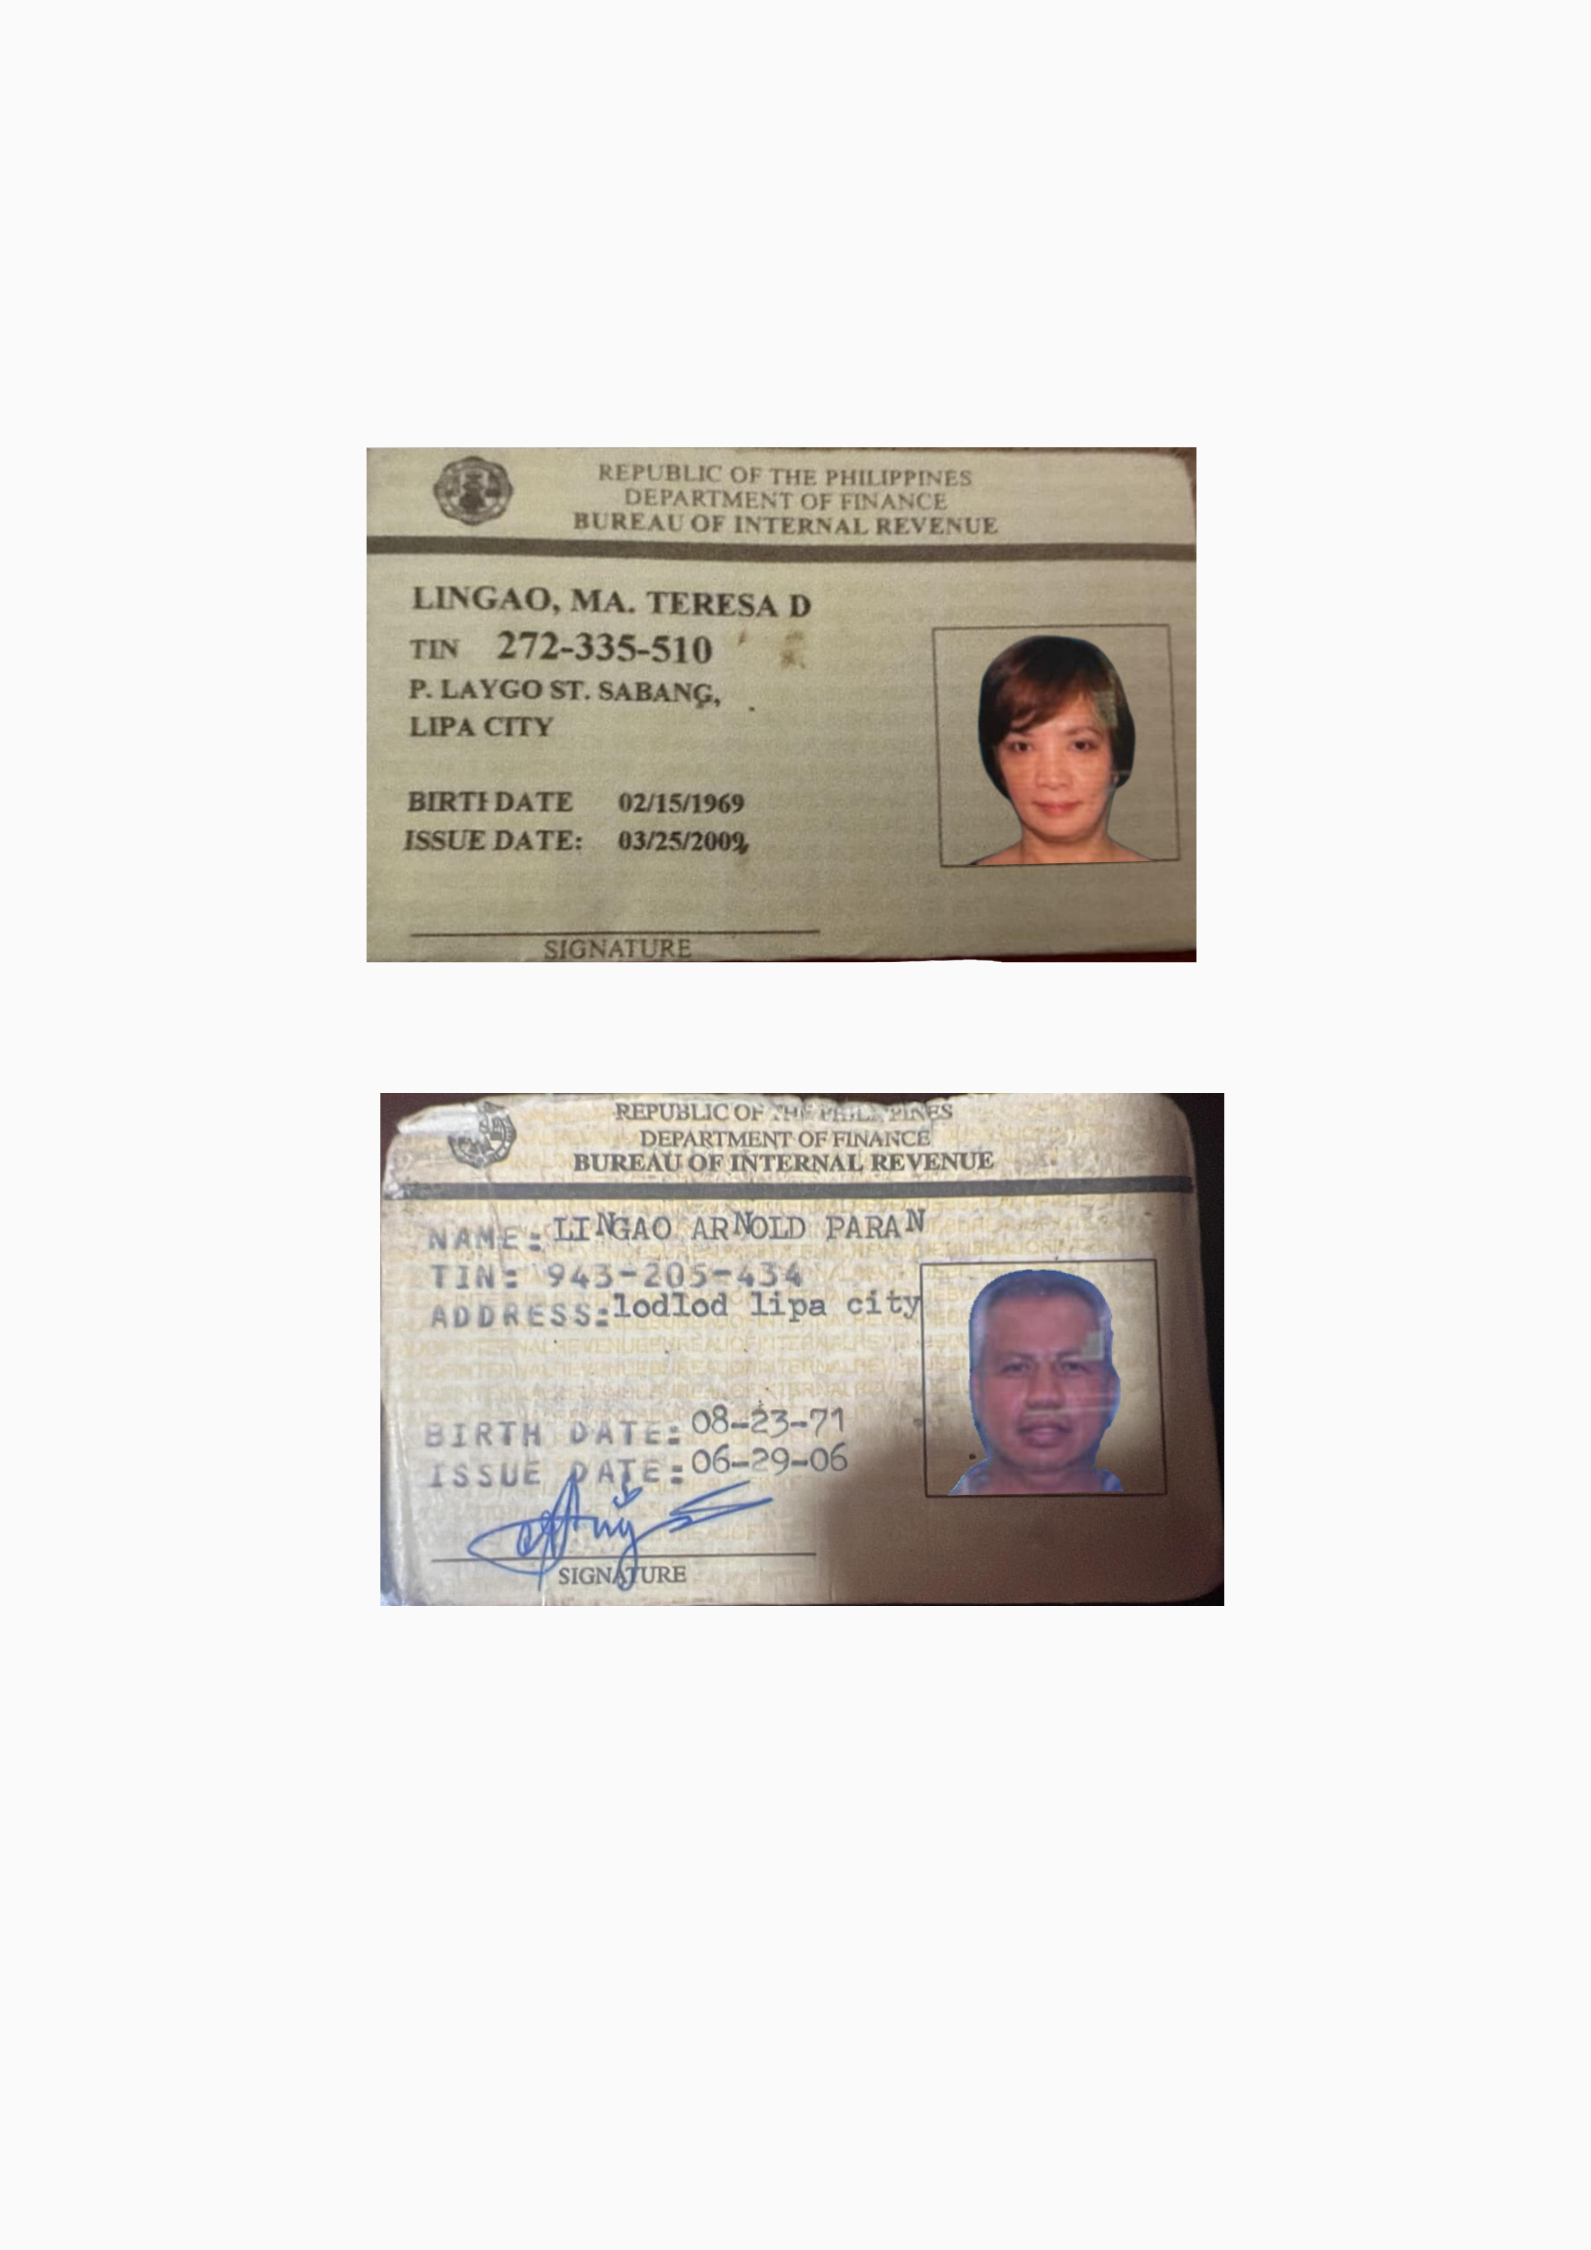 REPUBLIC OF THE PHILIPPINES
DEPARTMENT OF FINANCE
BUREAU OF INTERNAL REVENUE
LINGAO, MA. TERESA D
TIN 272-335-510
P. LAYGO ST. SABANG,
LIPA CITY
BIRTH DATE 02/15/1969
ISSUE DATE: 03/25/2009
SIGNATURE
REPUBLIC OF THE PHILIPPINES
DEPARTMENT OF FINANCE
BUREAU OF INTERNAL REVENUE
NAME: LINGAO ARNOLD PARAN
TIN: 943-205-434
ADDRESS: lodlod lipa city
BIRTH DATE: 08-23-71
ISSUE DATE: 06-29-06
SIGNATURE